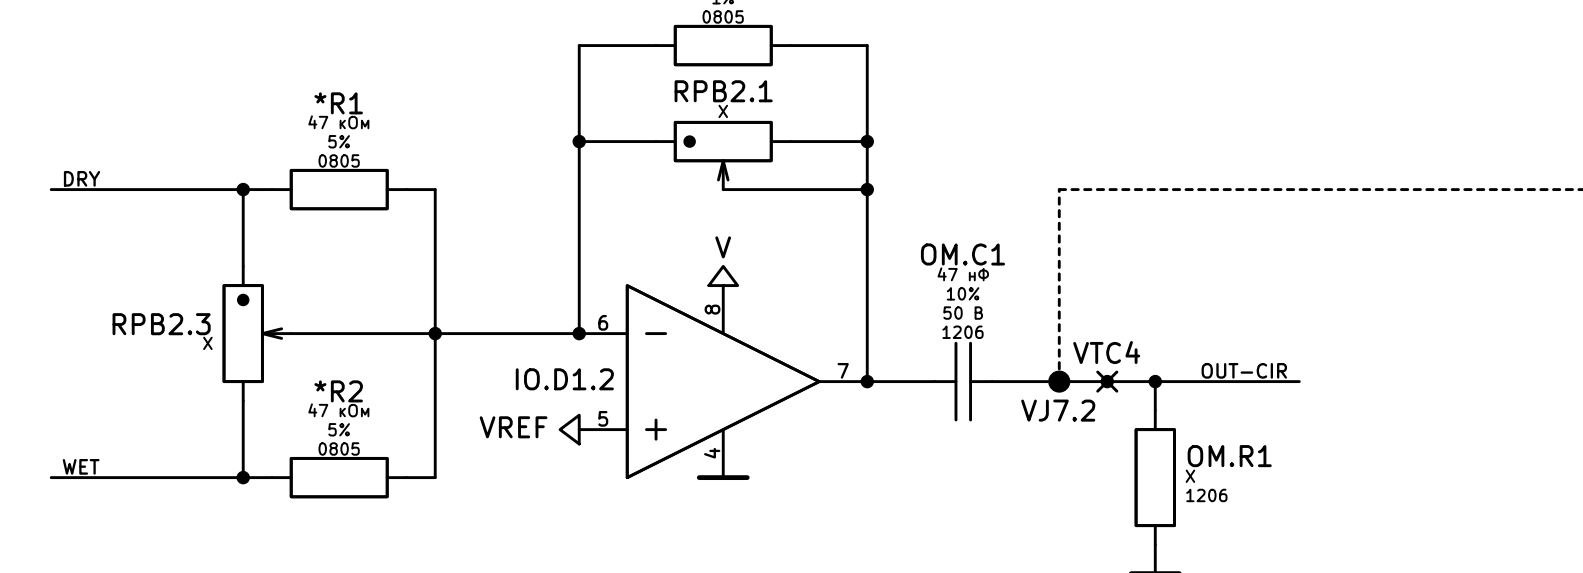 1%
0805
RPB2.1
X
*R1
47 кОм
5%
0805
DRY
V
8
OM.C1
47 нФ
10%
50 В
1206
RPB2.3
X
6
−
IO.D1.2
7
VTC4
OUT-CIR
VJ7.2
*R2
47 кОм
5%
0805
VREF
5
+
4
WET
OM.R1
X
1206